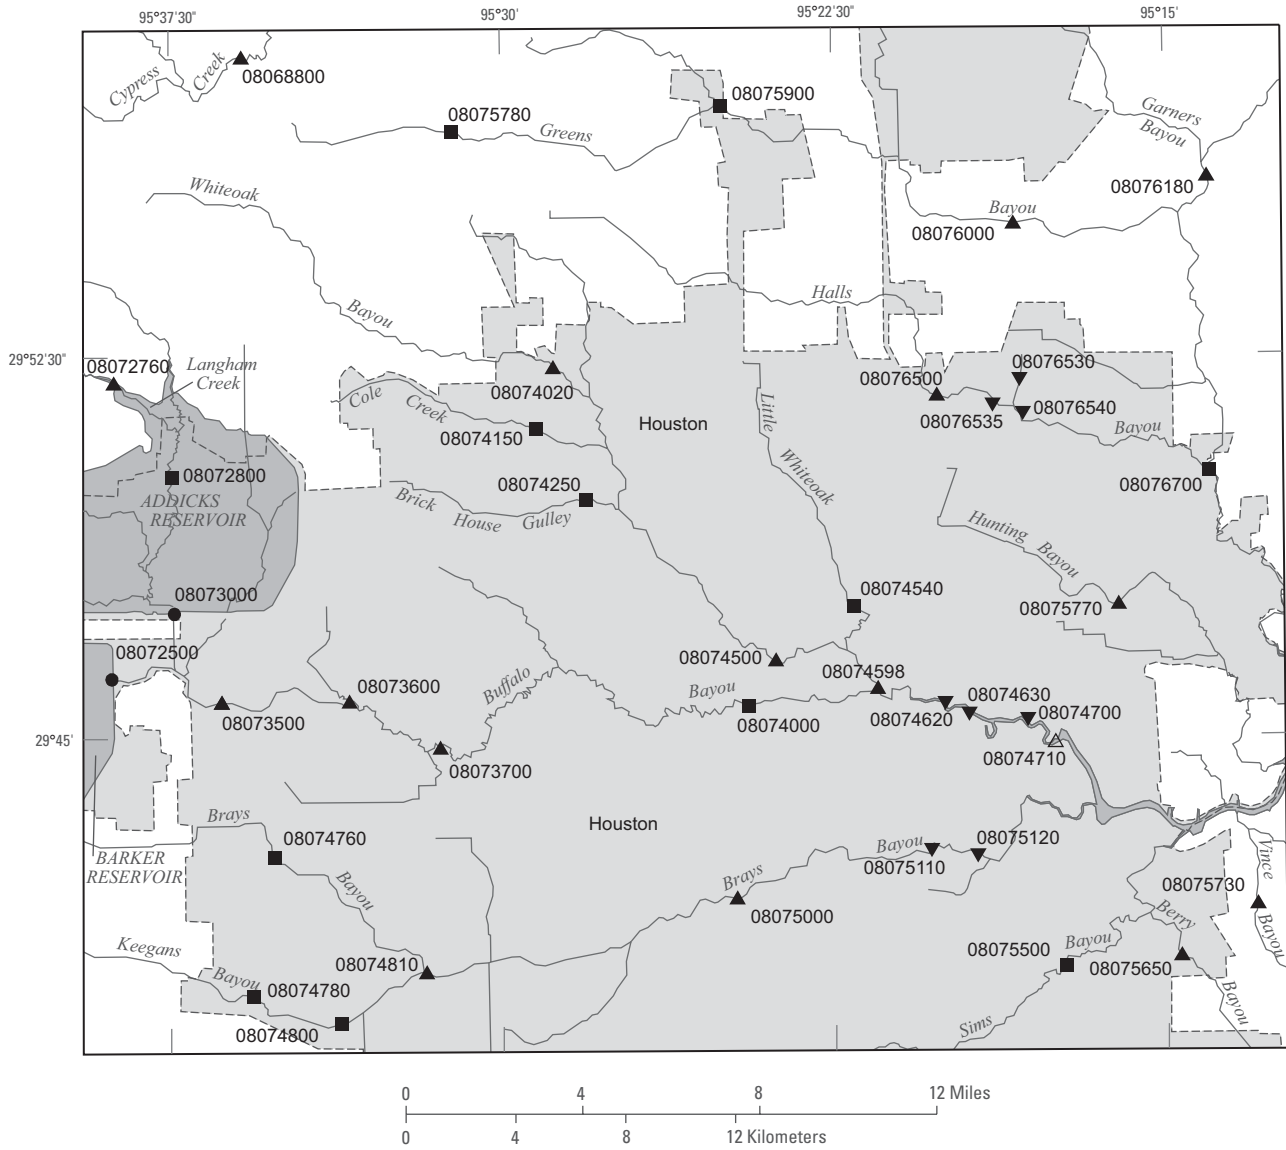 95°37'30"
95°30'
95°22'30"
95°15'
Cypress
Creek
08068800
08075780
Greens
08075900
Garners
Bayou
08076180
Bayou
08076000
Whiteoak
Bayou
Halls
29°52'30"
08072760
Langham
Creek
08074020
Cole
Creek
08074150
Houston
Little
Whiteoak
08076500
08076530
08076535
08076540
Bayou
08076700
08072800
ADDICKS
RESERVOIR
08074250
Brick
House
Gulley
Hunting
Bayou
08075770
08073000
08074540
08072500
08073500
08073600
Buffalo
08074500
08074598
Bayou
08074000
08074620
08074630
08074700
08074710
29°45'
08073700
Brays
08074760
Houston
BARKER
RESERVOIR
Bayou
Brays
Bayou
08075110
08075120
08075000
Vince
Bayou
08075730
Berry
Bayou
Keegans
Bayou
08074810
08074780
08074800
08075500
Bayou
08075650
Sims
0
4
8
12 Miles
0
4
8
12 Kilometers